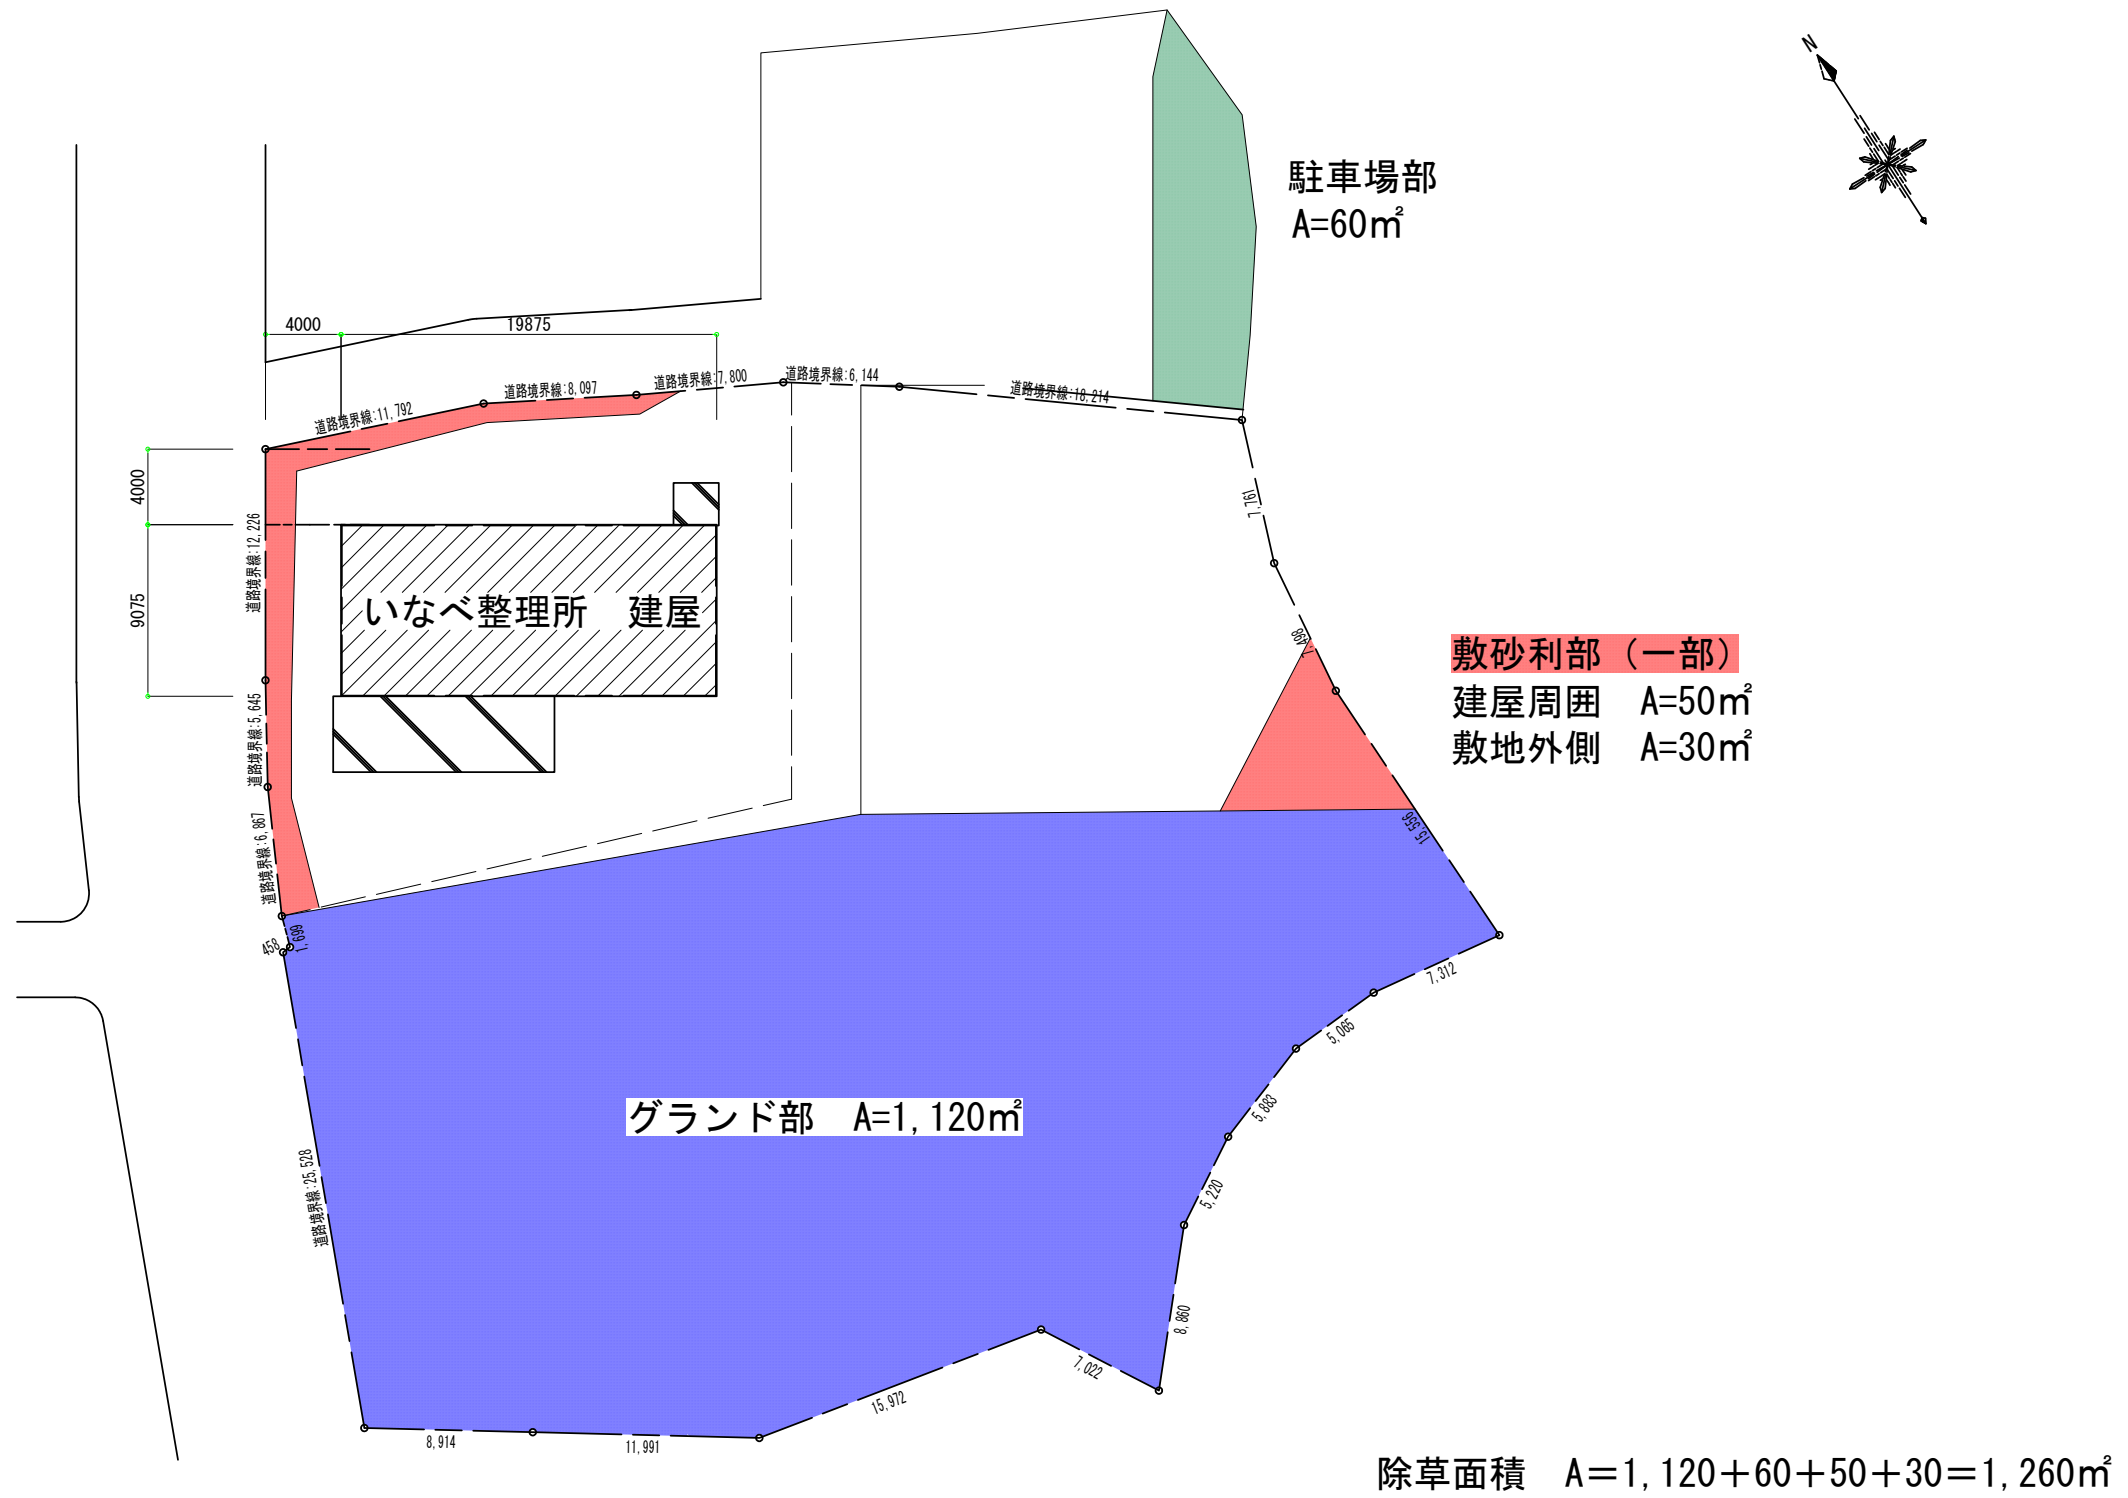 N
駐車場部
A=60㎡
4000
19875
道路境界線:11,792
道路境界線:8,097
道路境界線:7,800
道路境界線:6,144
道路境界線:18,214
4000
9075
道路境界線:12,226
道路境界線:5,645
道路境界線:6,867
いなべ整理所　建屋
7,761
7,498
15,556
敷砂利部（一部）
建屋周囲　A=50㎡
敷地外側　A=30㎡
458
1,699
7,312
5,065
5,883
5,220
8,860
7,022
15,972
11,991
8,914
道路境界線:25,528
グランド部　A=1,120㎡
除草面積　A＝1,120＋60＋50＋30＝1,260㎡